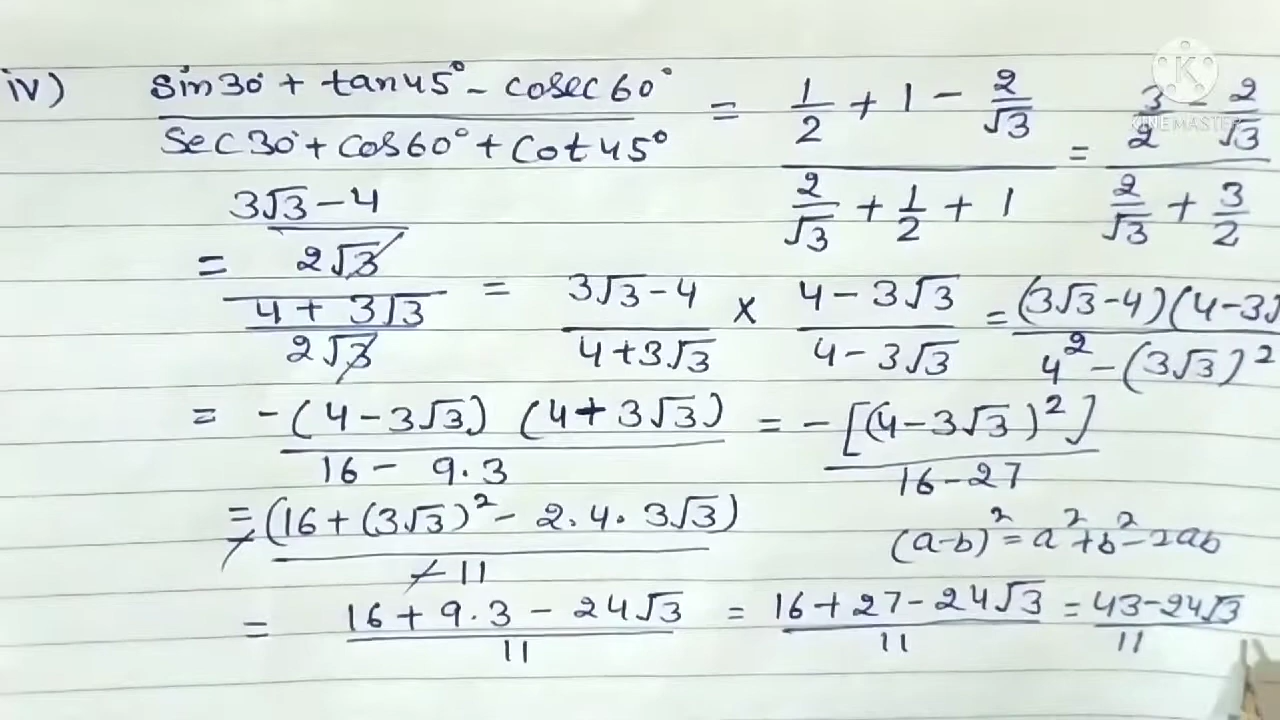 iv) (sin30° + tan45° - cosec60°)/(sec30° + cos60° + cot45°) = (1/2 + 1 - 2/√3)/(2/√3 + 1/2 + 1) = (3/2 - 2/√3)/(2/√3 + 3/2)
= ((3√3-4)/(2√3))/((4+3√3)/(2√3)) = (3√3-4)/(4+3√3) × (4-3√3)/(4-3√3) = (3√3-4)(4-3√/(4² - (3√3)²
= -(4-3√3) (4+3√3)/(16 - 9.3) = -[(4-3√3)²]/(16-27)
= -(16+(3√3)² - 2.4.3√3)/(-11)
(a-b)² = a²+b²-2ab
= (16+9.3-24√3)/11 = (16+27-24√3)/11 = (43-24√3)/11
KINEMASTER